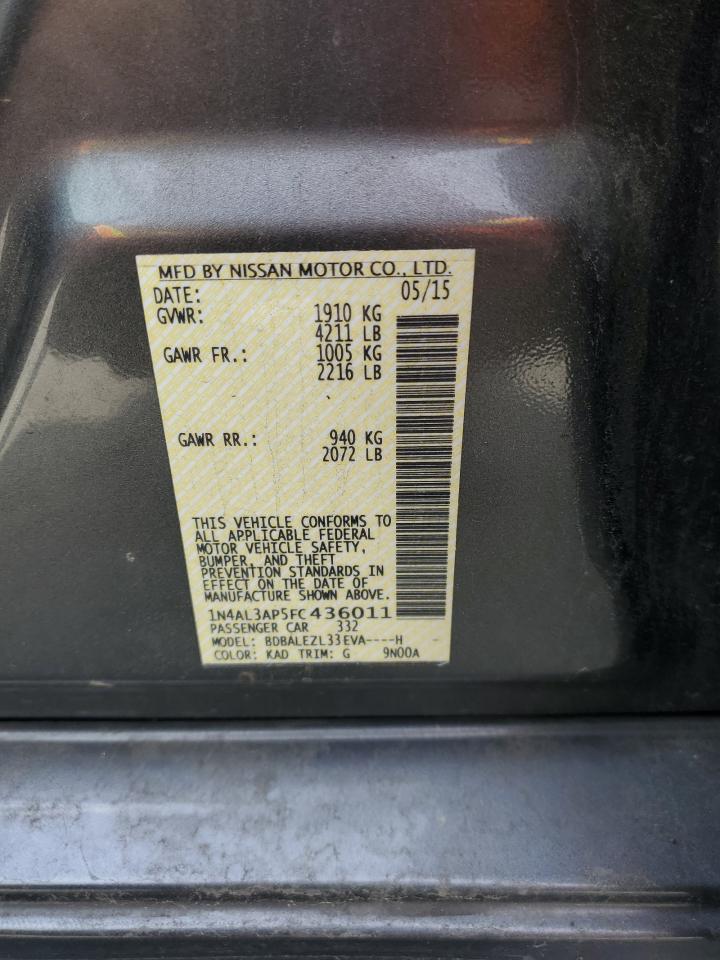 MFD BY NISSAN MOTOR CO., LTD.
DATE: 05/15
GVWR: 1910 KG
4211 LB
GAWR FR.: 1005 KG
2216 LB
GAWR RR.: 940 KG
2072 LB
THIS VEHICLE CONFORMS TO
ALL APPLICABLE FEDERAL
MOTOR VEHICLE SAFETY,
BUMPER, AND THEFT
PREVENTION STANDARDS IN
EFFECT ON THE DATE OF
MANUFACTURE SHOWN ABOVE.
1N4AL3AP5FC436011
PASSENGER CAR 332
MODEL: BDBALEZL33EVA----H -
COLOR: KAD TRIM: G 9N00A